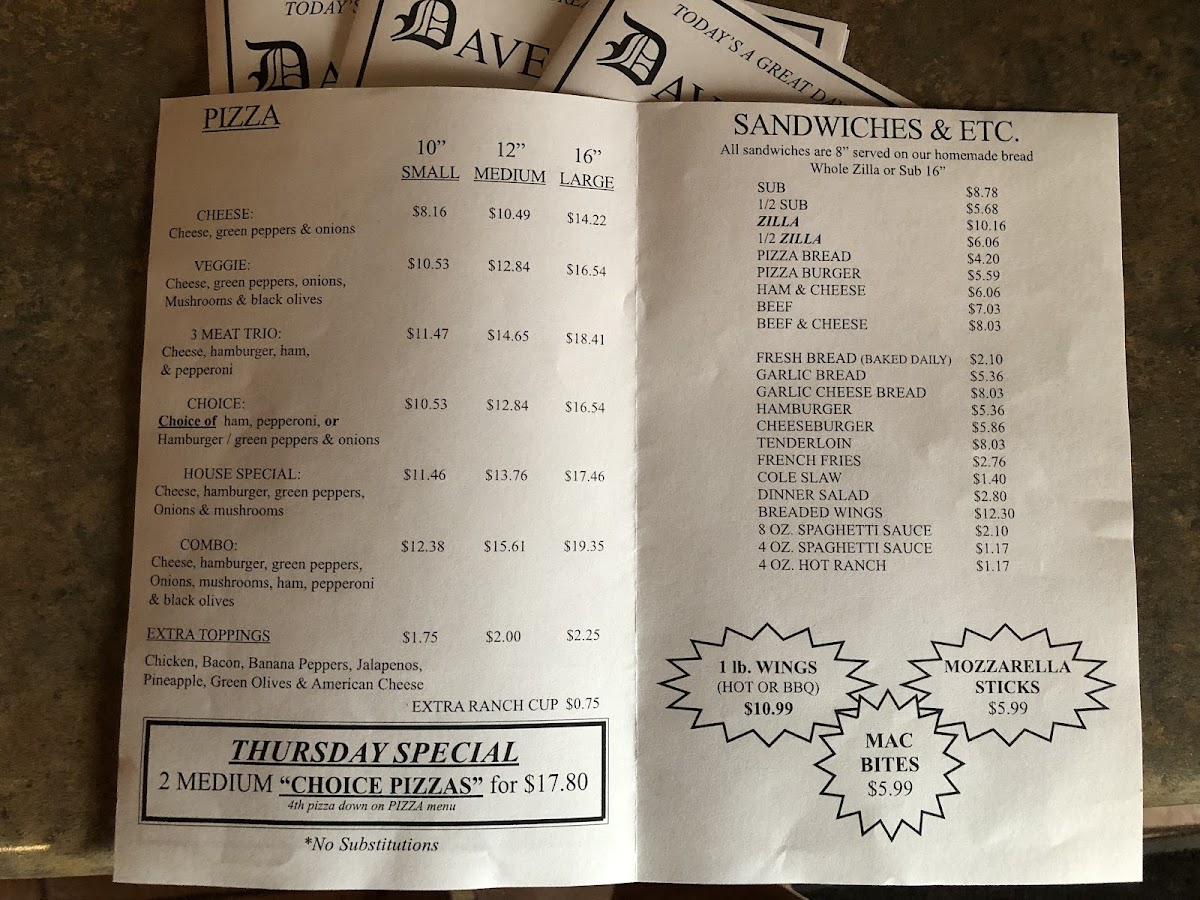 TODAY'S
DA
DAVE
TODAY'S A GREAT DAY
DAV
PIZZA
10" 12" 16"
SMALL MEDIUM LARGE
CHEESE: $8.16 $10.49 $14.22
Cheese, green peppers & onions
VEGGIE: $10.53 $12.84 $16.54
Cheese, green peppers, onions,
Mushrooms & black olives
3 MEAT TRIO: $11.47 $14.65 $18.41
Cheese, hamburger, ham,
& pepperoni
CHOICE: $10.53 $12.84 $16.54
Choice of ham, pepperoni, or
Hamburger / green peppers & onions
HOUSE SPECIAL: $11.46 $13.76 $17.46
Cheese, hamburger, green peppers,
Onions & mushrooms
COMBO: $12.38 $15.61 $19.35
Cheese, hamburger, green peppers,
Onions, mushrooms, ham, pepperoni
& black olives
EXTRA TOPPINGS $1.75 $2.00 $2.25
Chicken, Bacon, Banana Peppers, Jalapenos,
Pineapple, Green Olives & American Cheese
EXTRA RANCH CUP $0.75
THURSDAY SPECIAL
2 MEDIUM "CHOICE PIZZAS" for $17.80
4th pizza down on PIZZA menu
*No Substitutions
SANDWICHES & ETC.
All sandwiches are 8" served on our homemade bread
Whole Zilla or Sub 16"
SUB $8.78
1/2 SUB $5.68
ZILLA $10.16
1/2 ZILLA $6.06
PIZZA BREAD $4.20
PIZZA BURGER $5.59
HAM & CHEESE $6.06
BEEF $7.03
BEEF & CHEESE $8.03
FRESH BREAD (BAKED DAILY) $2.10
GARLIC BREAD $5.36
GARLIC CHEESE BREAD $8.03
HAMBURGER $5.36
CHEESEBURGER $5.86
TENDERLOIN $8.03
FRENCH FRIES $2.76
COLE SLAW $1.40
DINNER SALAD $2.80
BREADED WINGS $12.30
8 OZ. SPAGHETTI SAUCE $2.10
4 OZ. SPAGHETTI SAUCE $1.17
4 OZ. HOT RANCH $1.17
1 lb. WINGS
(HOT OR BBQ)
$10.99
MOZZARELLA
STICKS
$5.99
MAC
BITES
$5.99